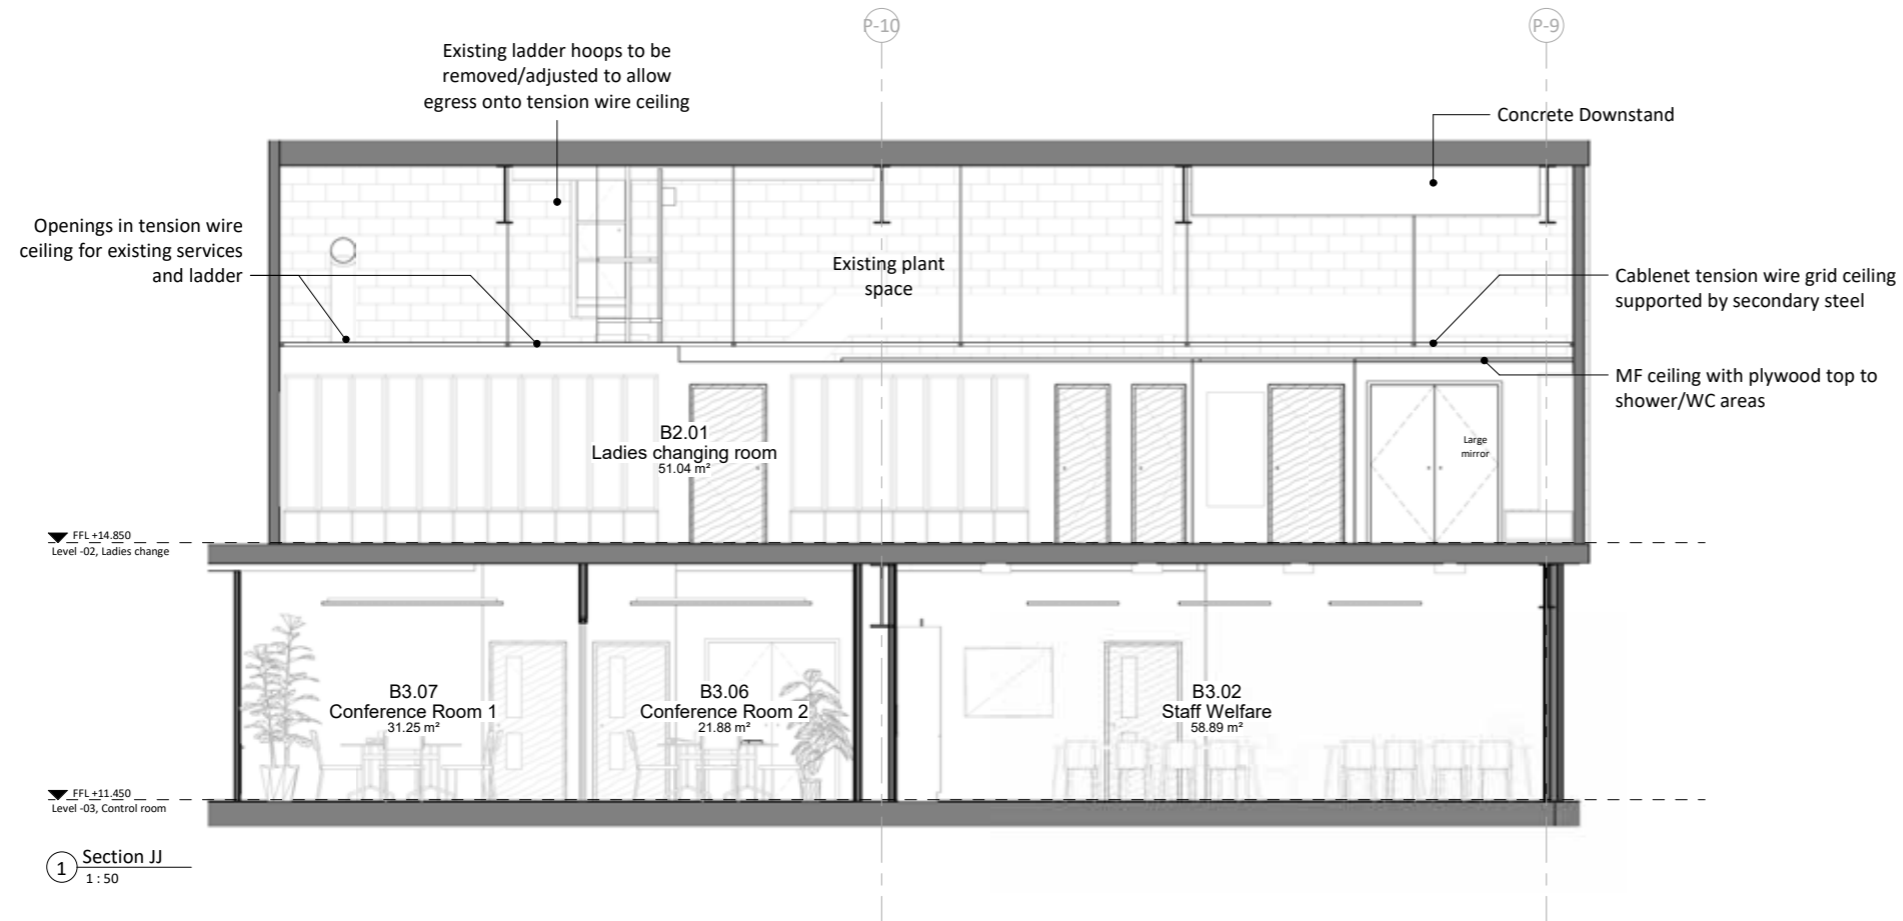 P-10
P-9
Existing ladder hoops to be
removed/adjusted to allow
egress onto tension wire ceiling
Concrete Downstand
Openings in tension wire
ceiling for existing services
and ladder
Existing plant
space
Cablenet tension wire grid ceiling
supported by secondary steel
MF ceiling with plywood top to
shower/WC areas
B2.01
Ladies changing room
51.04 m²
Large
mirror
FFL +14.850
Level -02, Ladies change
B3.07
Conference Room 1
31.25 m²
B3.06
Conference Room 2
21.88 m²
B3.02
Staff Welfare
58.89 m²
FFL +11.450
Level -03, Control room
1
Section JJ
1 : 50